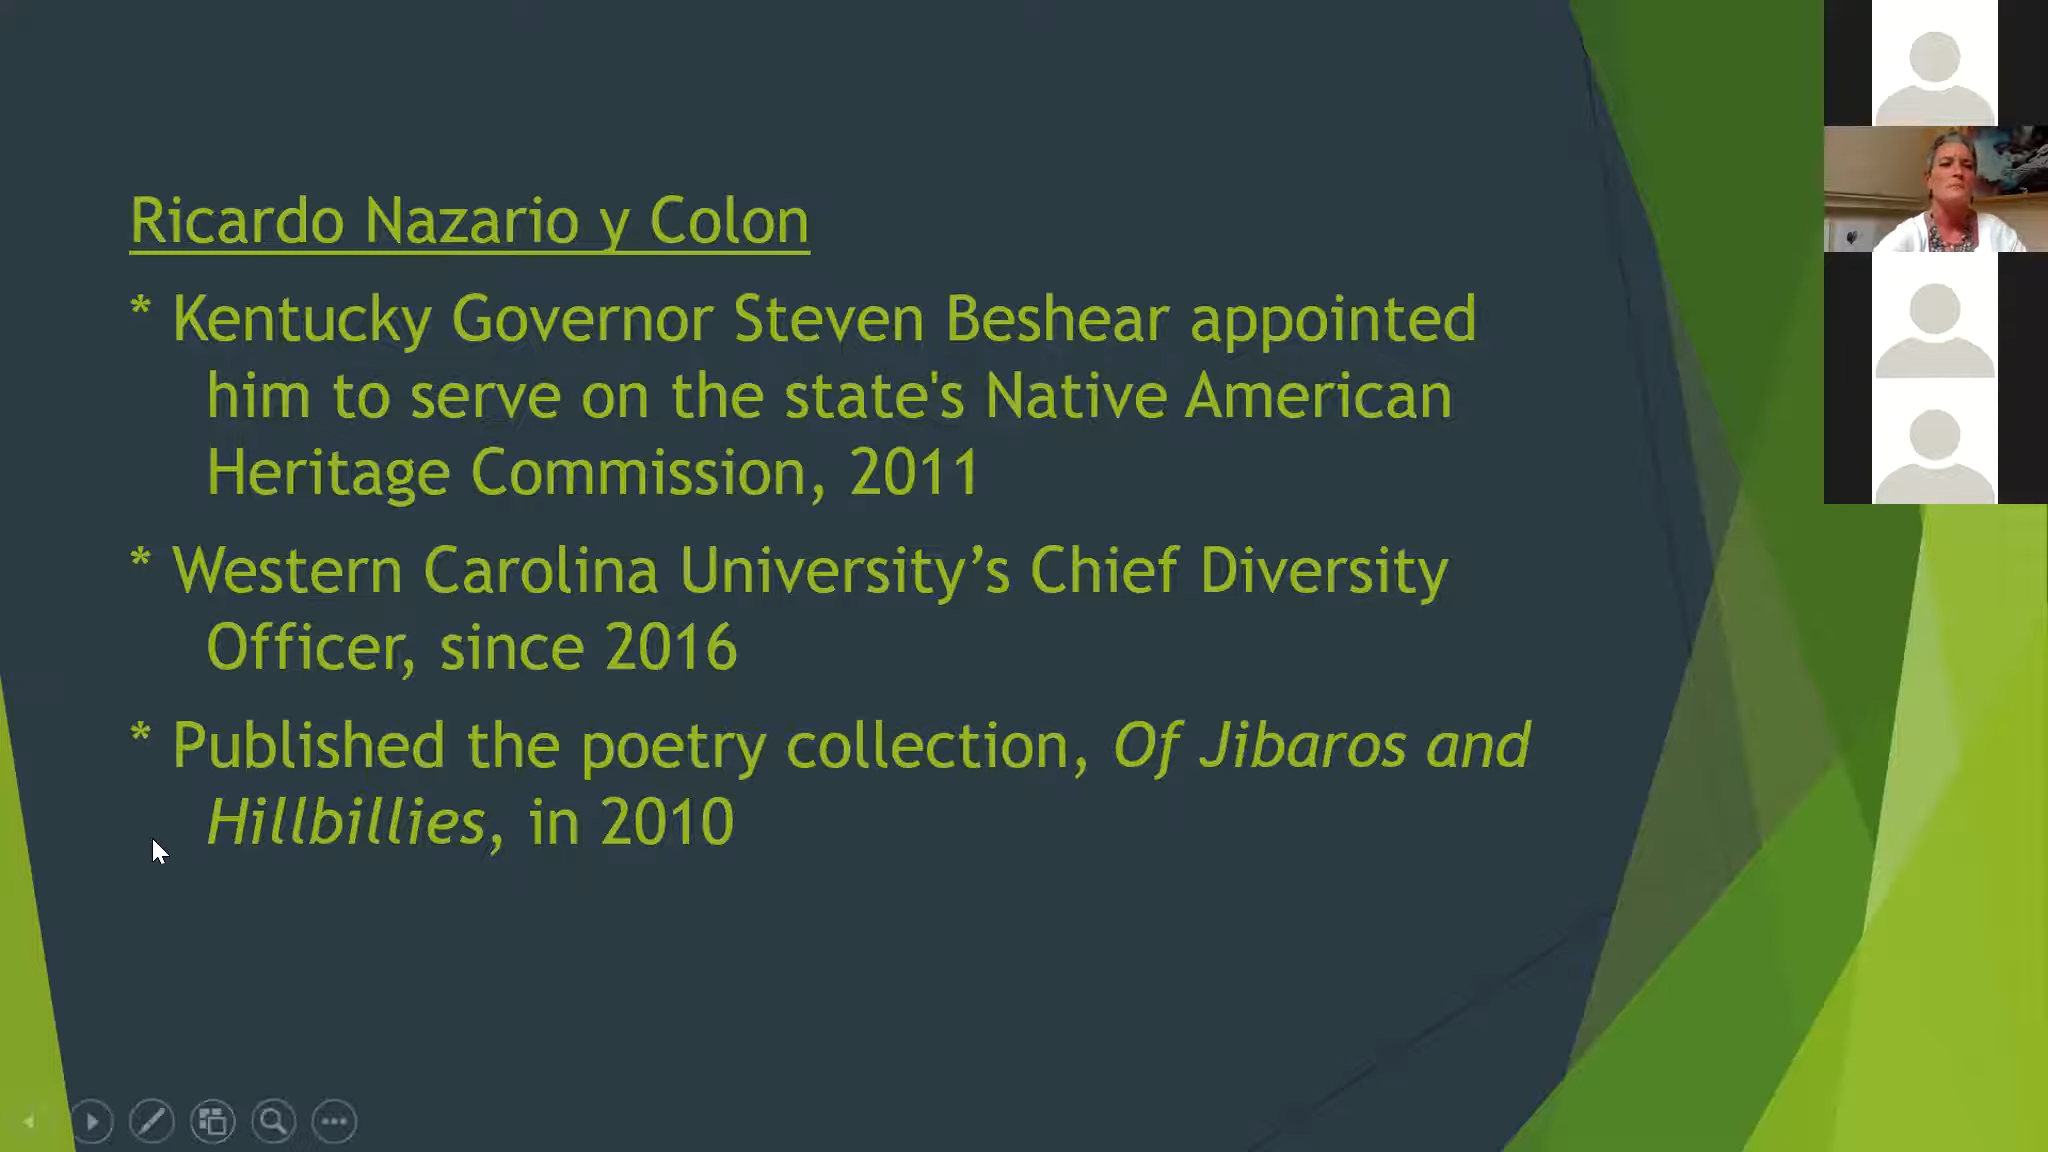 Ricardo Nazario y Colon
* Kentucky Governor Steven Beshear appointed
him to serve on the state's Native American
Heritage Commission, 2011
* Western Carolina University’s Chief Diversity
Officer, since 2016
* Published the poetry collection, Of Jibaros and
Hillbillies, in 2010